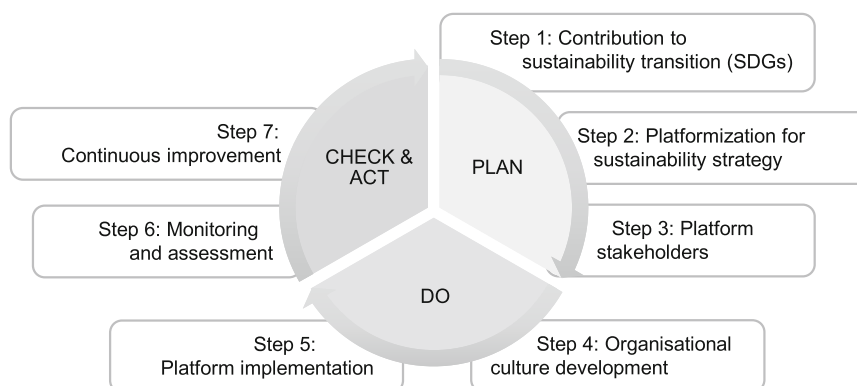 Step 1: Contribution to
sustainability transition (SDGs)
Step 2: Platformization for
sustainability strategy
Step 3: Platform
stakeholders
Step 4: Organisational
culture development
Step 5:
Platform implementation
Step 6: Monitoring
and assessment
Step 7:
Continuous improvement
CHECK &
ACT
PLAN
DO